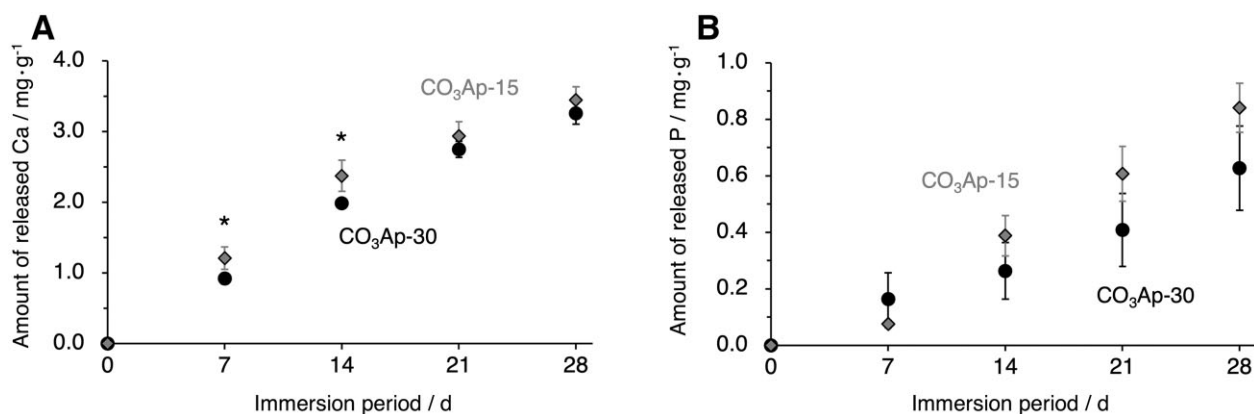 A
Amount of released Ca / mg·g⁻¹
4.0
3.0
2.0
1.0
0.0
*
*
CO₃Ap-15
CO₃Ap-30
0 7 14 21 28
Immersion period / d
B
Amount of released P / mg·g⁻¹
1.0
0.8
0.6
0.4
0.2
0.0
CO₃Ap-15
CO₃Ap-30
0 7 14 21 28
Immersion period / d